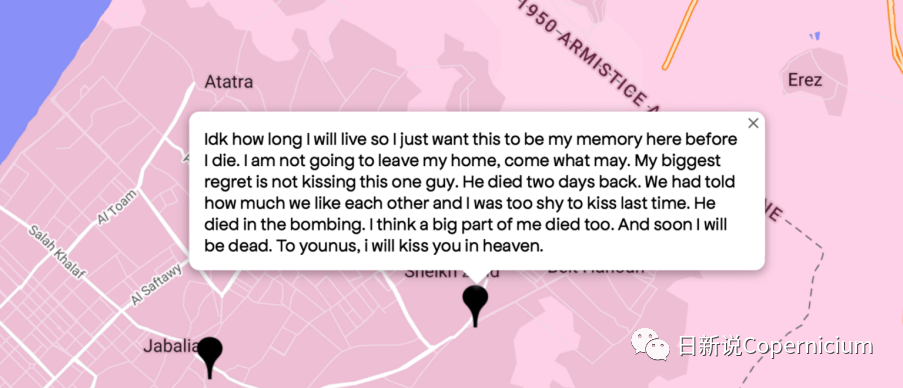 1950 ARMISTICE A
Atatra
Erez
×
Idk how long I will live so I just want this to be my memory here before
I die. I am not going to leave my home, come what may. My biggest
regret is not kissing this one guy. He died two days back. We had told
how much we like each other and I was too shy to kiss last time. He
died in the bombing. I think a big part of me died too. And soon I will
be dead. To younus, i will kiss you in heaven.
NE
Al Toam
Salah Khalaf
Al Saftawy
Jabalia
日新说Copernicium